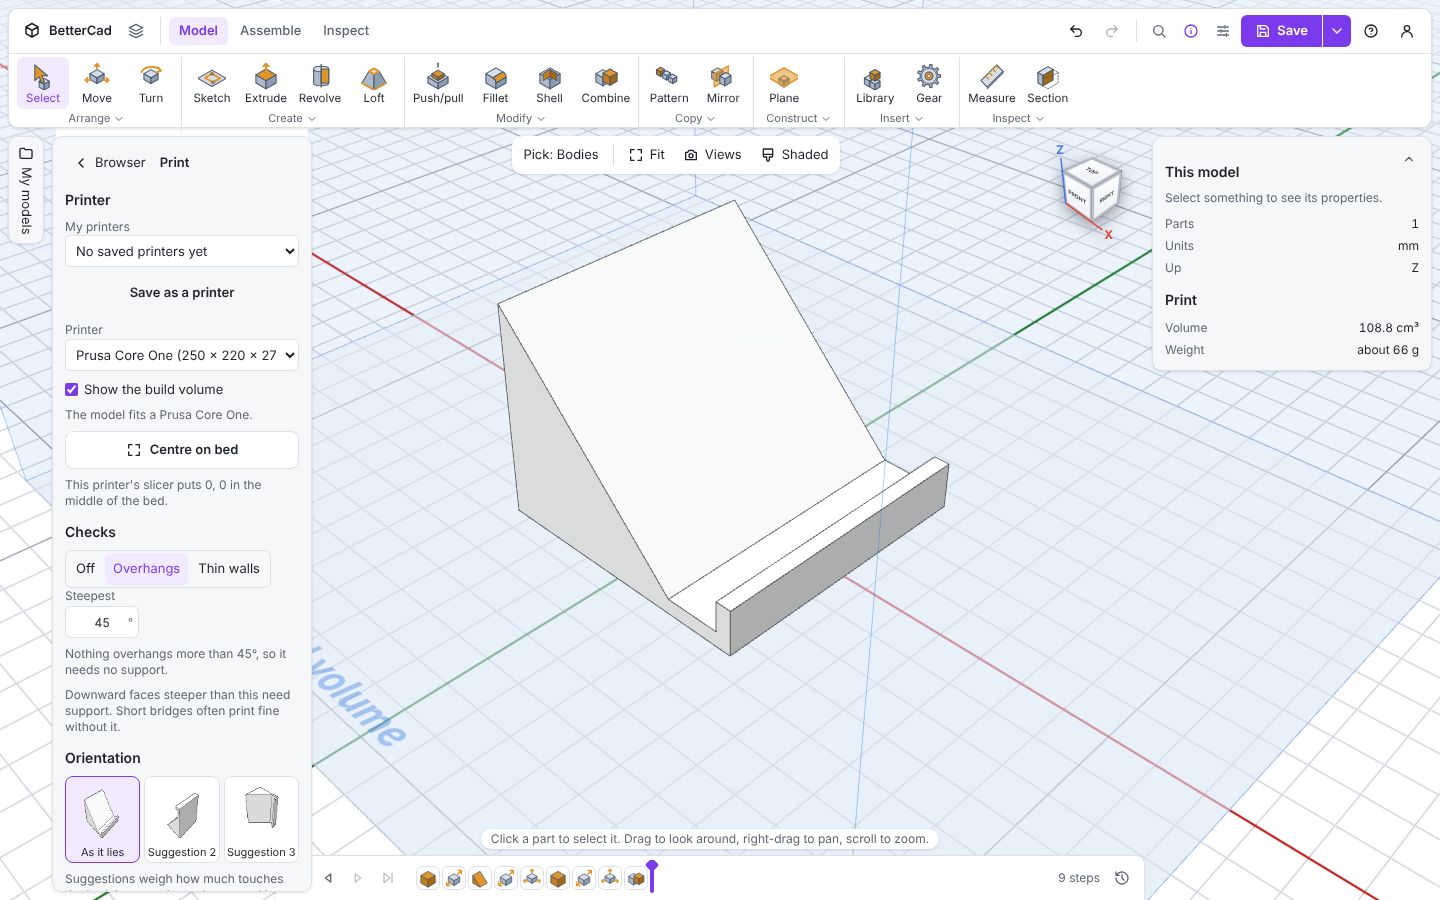 BetterCad
Model
Assemble
Inspect
Save
Select
Move
Turn
Sketch
Extrude
Revolve
Loft
Push/pull
Fillet
Shell
Combine
Pattern
Mirror
Plane
Library
Gear
Measure
Section
Arrange
Create
Modify
Copy
Construct
Insert
Inspect
My models
Browser
Print
Printer
My printers
No saved printers yet
Save as a printer
Printer
Prusa Core One (250 × 220 × 27
Show the build volume
The model fits a Prusa Core One.
Centre on bed
This printer's slicer puts 0, 0 in the
middle of the bed.
Checks
Off
Overhangs
Thin walls
Steepest
45 °
Nothing overhangs more than 45°, so it
needs no support.
Downward faces steeper than this need
support. Short bridges often print fine
without it.
Orientation
As it lies
Suggestion 2
Suggestion 3
Suggestions weigh how much touches
Pick: Bodies
Fit
Views
Shaded
Z
TOP
FRONT
RIGHT
X
volume
This model
Select something to see its properties.
Parts 1
Units mm
Up Z
Print
Volume 108.8 cm³
Weight about 66 g
Click a part to select it. Drag to look around, right-drag to pan, scroll to zoom.
9 steps